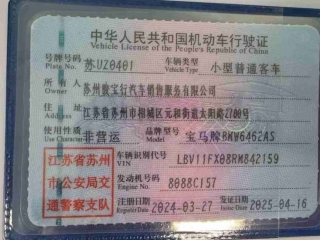 中华人民共和国机动车行驶证
Vehicle License of the People's Republic of China
号牌号码 苏UZ0401 车辆类型 小型普通客车
Plate No. Vehicle Type
所有人 苏州骏宝行汽车销售服务有限公司
Owner
住址 江苏省苏州市相城区元和街道太阳路2700号
Address
使用性质 非营运 品牌型号 宝马牌BMW6462AS
Use Character Model
江苏省苏州市公安局交通警察支队
车辆识别代号 LBV11FX08RM842159
VIN
发动机号码 8088C157
Engine No.
注册日期 2024-03-27 发证日期 2025-04-16
Register Date Issue Date